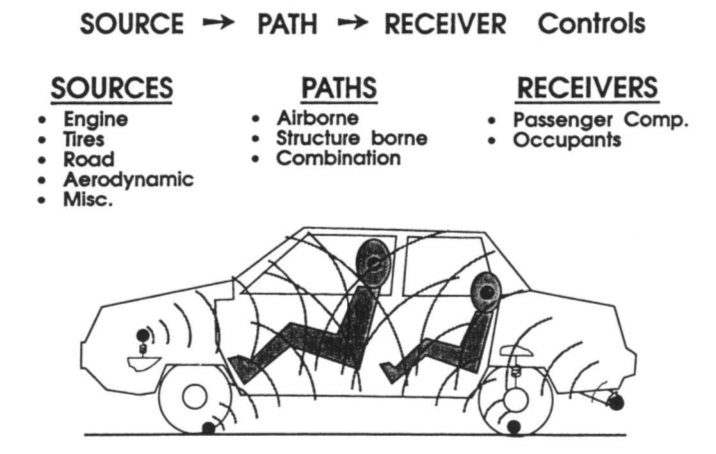 SOURCE → PATH → RECEIVER Controls
SOURCES
• Engine
• Tires
• Road
• Aerodynamic
• Misc.
PATHS
• Airborne
• Structure borne
• Combination
RECEIVERS
• Passenger Comp.
• Occupants